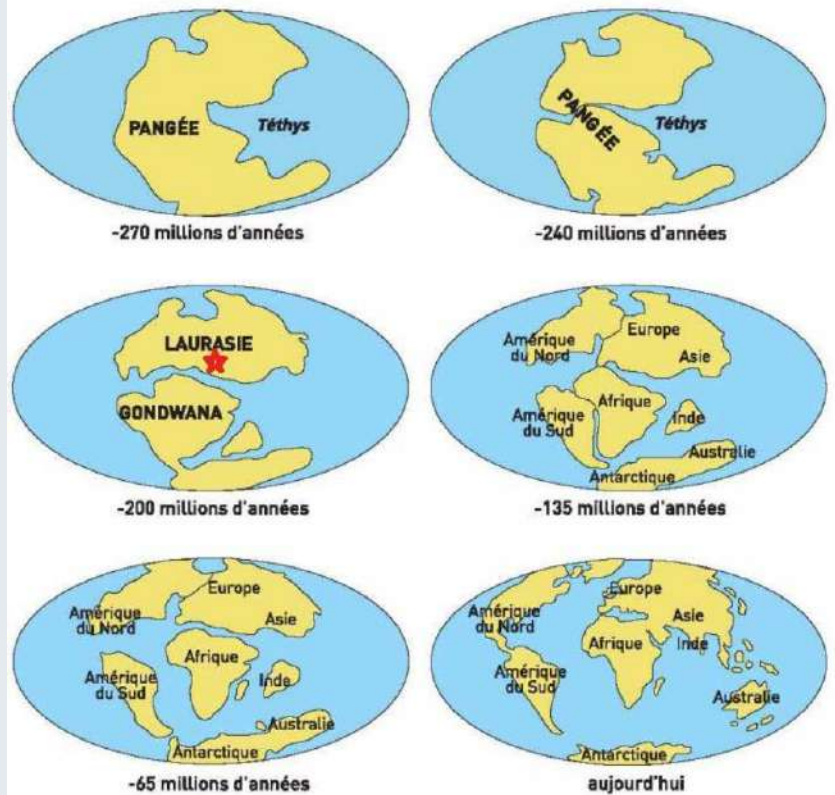 PANGÉE
Téthys
-270 millions d'années
PANGÉE
Téthys
-240 millions d'années
LAURASIE
GONDWANA
-200 millions d'années
Amérique
du Nord
Europe
Asie
Afrique
Amérique
du Sud
Inde
Australie
Antarctique
-135 millions d'années
Amérique
du Nord
Europe
Asie
Afrique
Amérique
du Sud
Inde
Australie
Antarctique
-65 millions d'années
Amérique
du Nord
Europe
Asie
Afrique
Inde
Amérique
du Sud
Australie
Antarctique
aujourd'hui